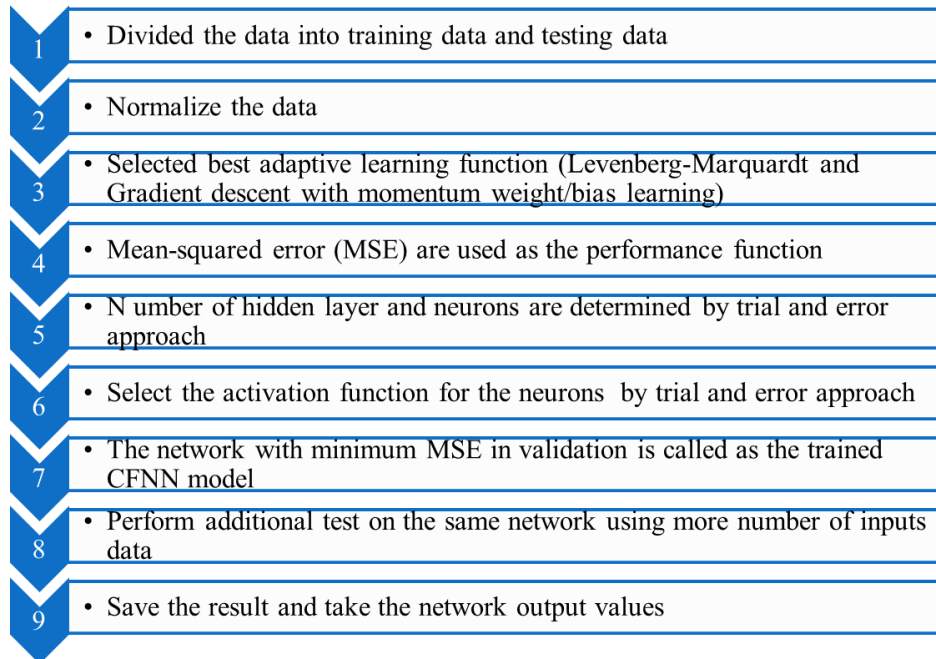 1
• Divided the data into training data and testing data
2
• Normalize the data
3
• Selected best adaptive learning function (Levenberg-Marquardt and
Gradient descent with momentum weight/bias learning)
4
• Mean-squared error (MSE) are used as the performance function
5
• N umber of hidden layer and neurons are determined by trial and error
approach
6
• Select the activation function for the neurons  by trial and error approach
7
• The network with minimum MSE in validation is called as the trained
CFNN model
8
• Perform additional test on the same network using more number of inputs
data
9
• Save the result and take the network output values